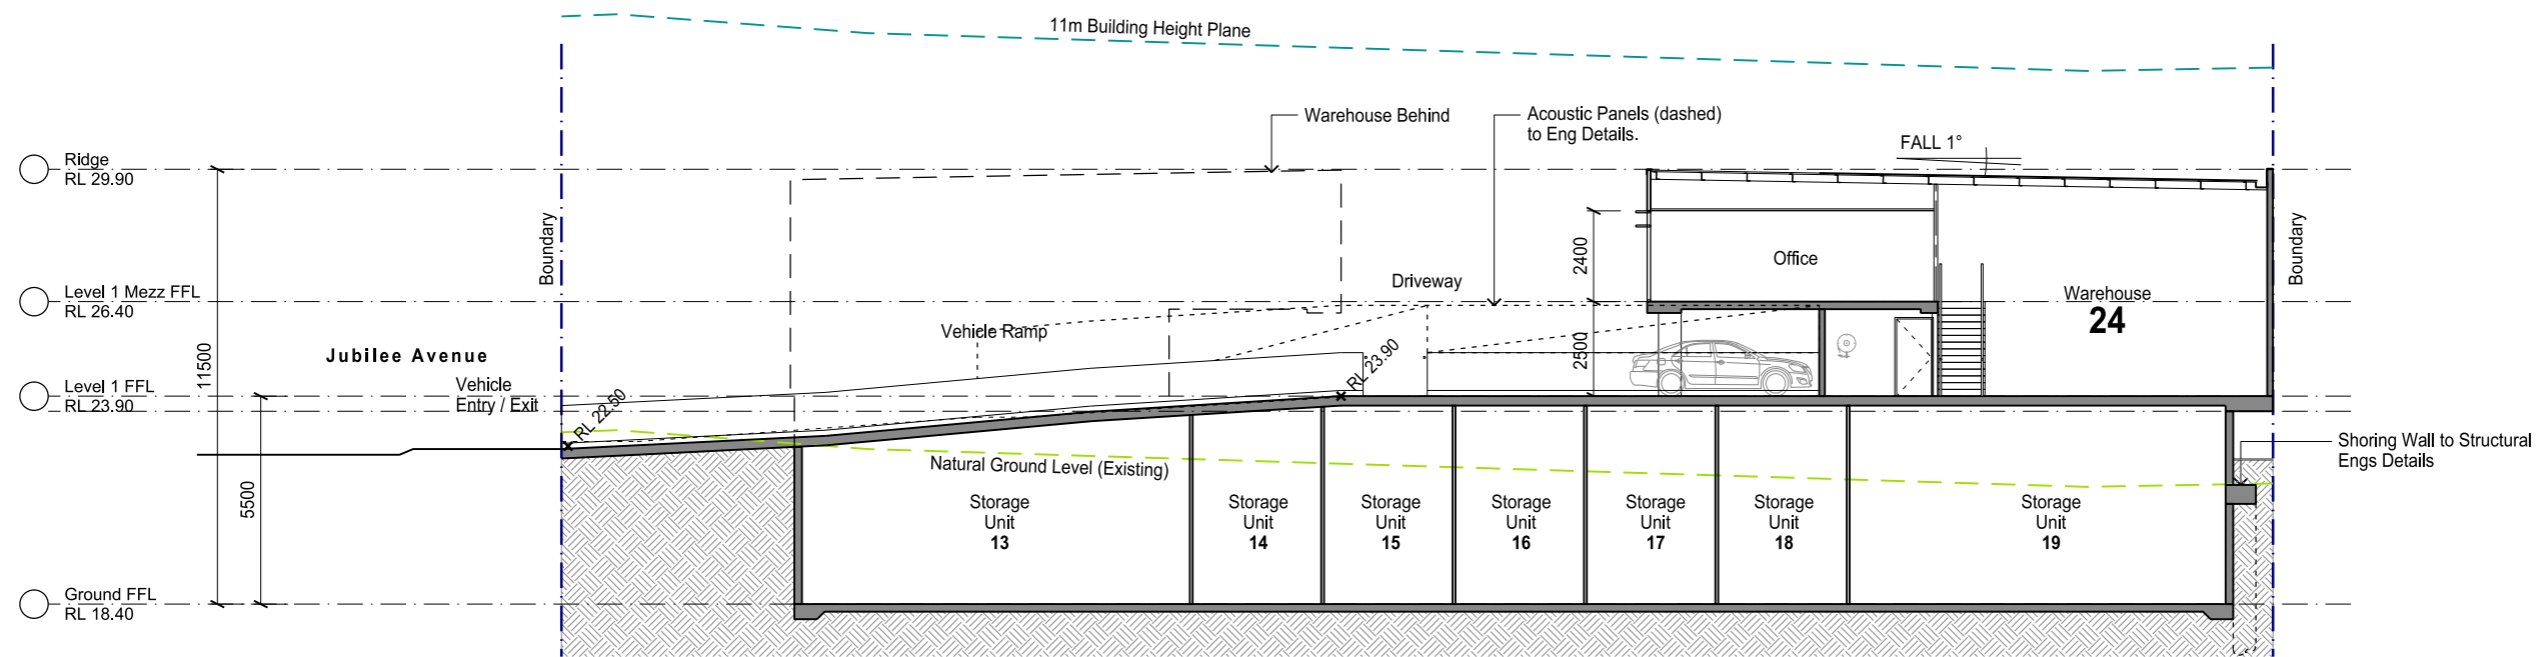 11m Building Height Plane
Warehouse Behind
Acoustic Panels (dashed)
to Eng Details.
FALL 1°
Ridge
RL 29.90
Boundary
Boundary
2400
Office
Driveway
Level 1 Mezz FFL
RL 26.40
Warehouse
24
Vehicle Ramp
11500
Jubilee Avenue
2500
RL 23.90
Level 1 FFL
RL 23.90
Vehicle
Entry / Exit
RL 22.50
Shoring Wall to Structural
Engs Details
Natural Ground Level (Existing)
5500
Storage
Unit
13
Storage
Unit
14
Storage
Unit
15
Storage
Unit
16
Storage
Unit
17
Storage
Unit
18
Storage
Unit
19
Ground FFL
RL 18.40